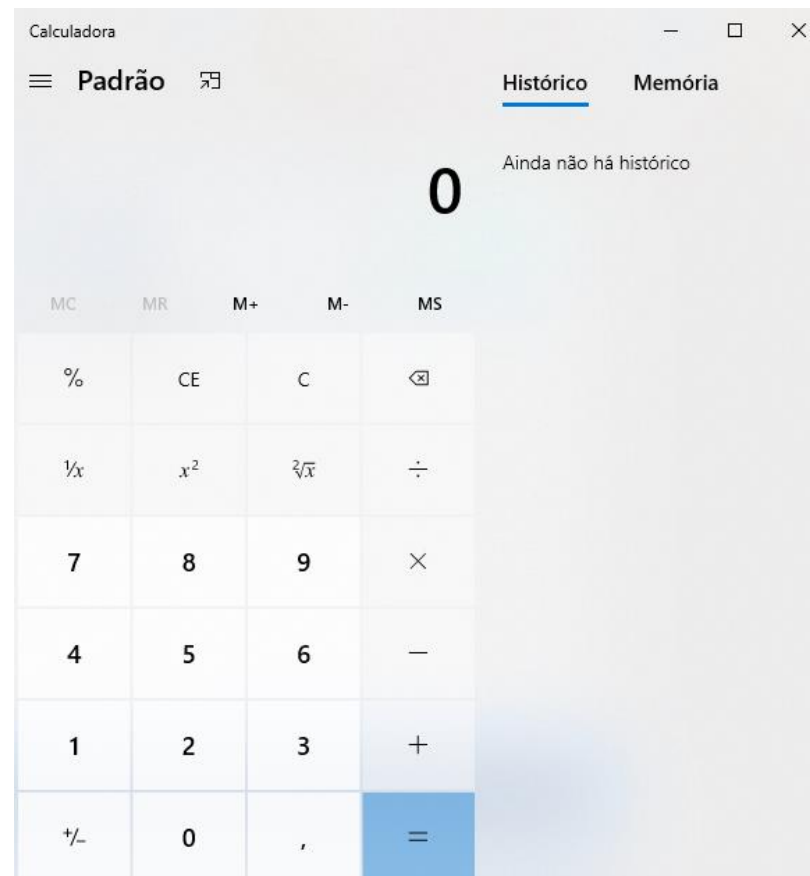 Calculadora
Padrão
Histórico Memória
0
Ainda não há histórico
MC MR M+ M- MS
% CE C
¹/x x² ²√x ÷
7 8 9 ×
4 5 6 −
1 2 3 +
+/− 0 , =